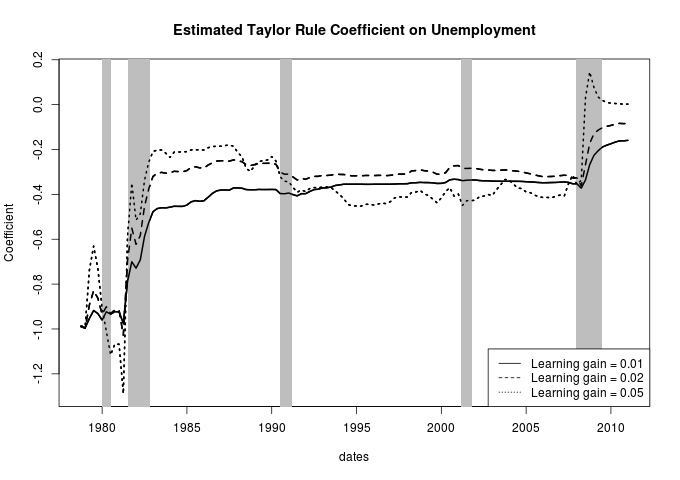 Estimated Taylor Rule Coefficient on Unemployment
Coefficient
0.2
0.0
-0.2
-0.4
-0.6
-0.8
-1.0
-1.2
Learning gain = 0.01
Learning gain = 0.02
Learning gain = 0.05
1980 1985 1990 1995 2000 2005 2010
dates